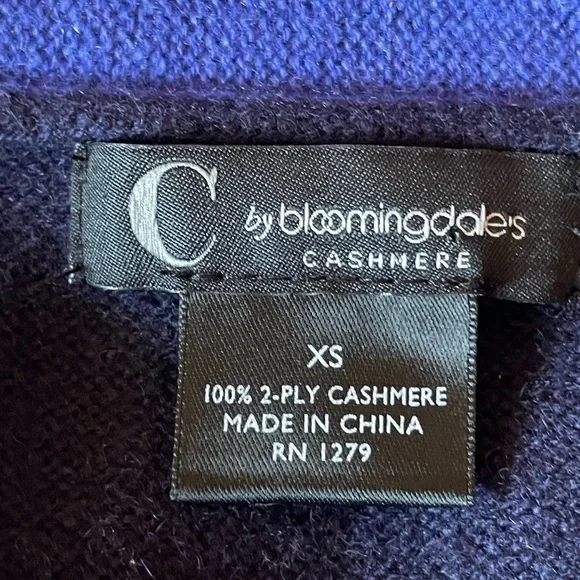 C by bloomingdale's
CASHMERE
XS
100% 2-PLY CASHMERE
MADE IN CHINA
RN 1279